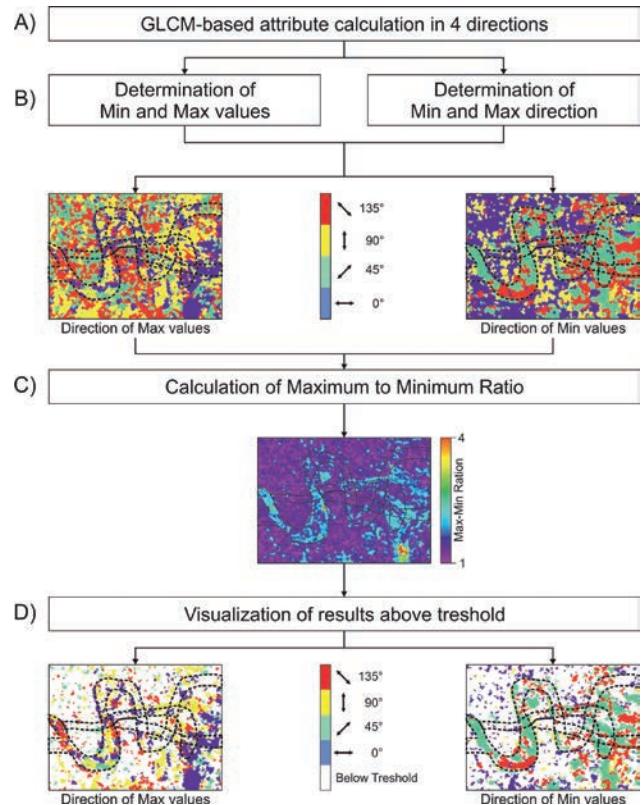 A) GLCM-based attribute calculation in 4 directions
B) Determination of
Min and Max values
Determination of
Min and Max direction
135°
90°
45°
0°
Direction of Max values
Direction of Min values
C) Calculation of Maximum to Minimum Ratio
4
Max-Min Ration
1
D) Visualization of results above treshold
135°
90°
45°
0°
Below Treshold
Direction of Max values
Direction of Min values